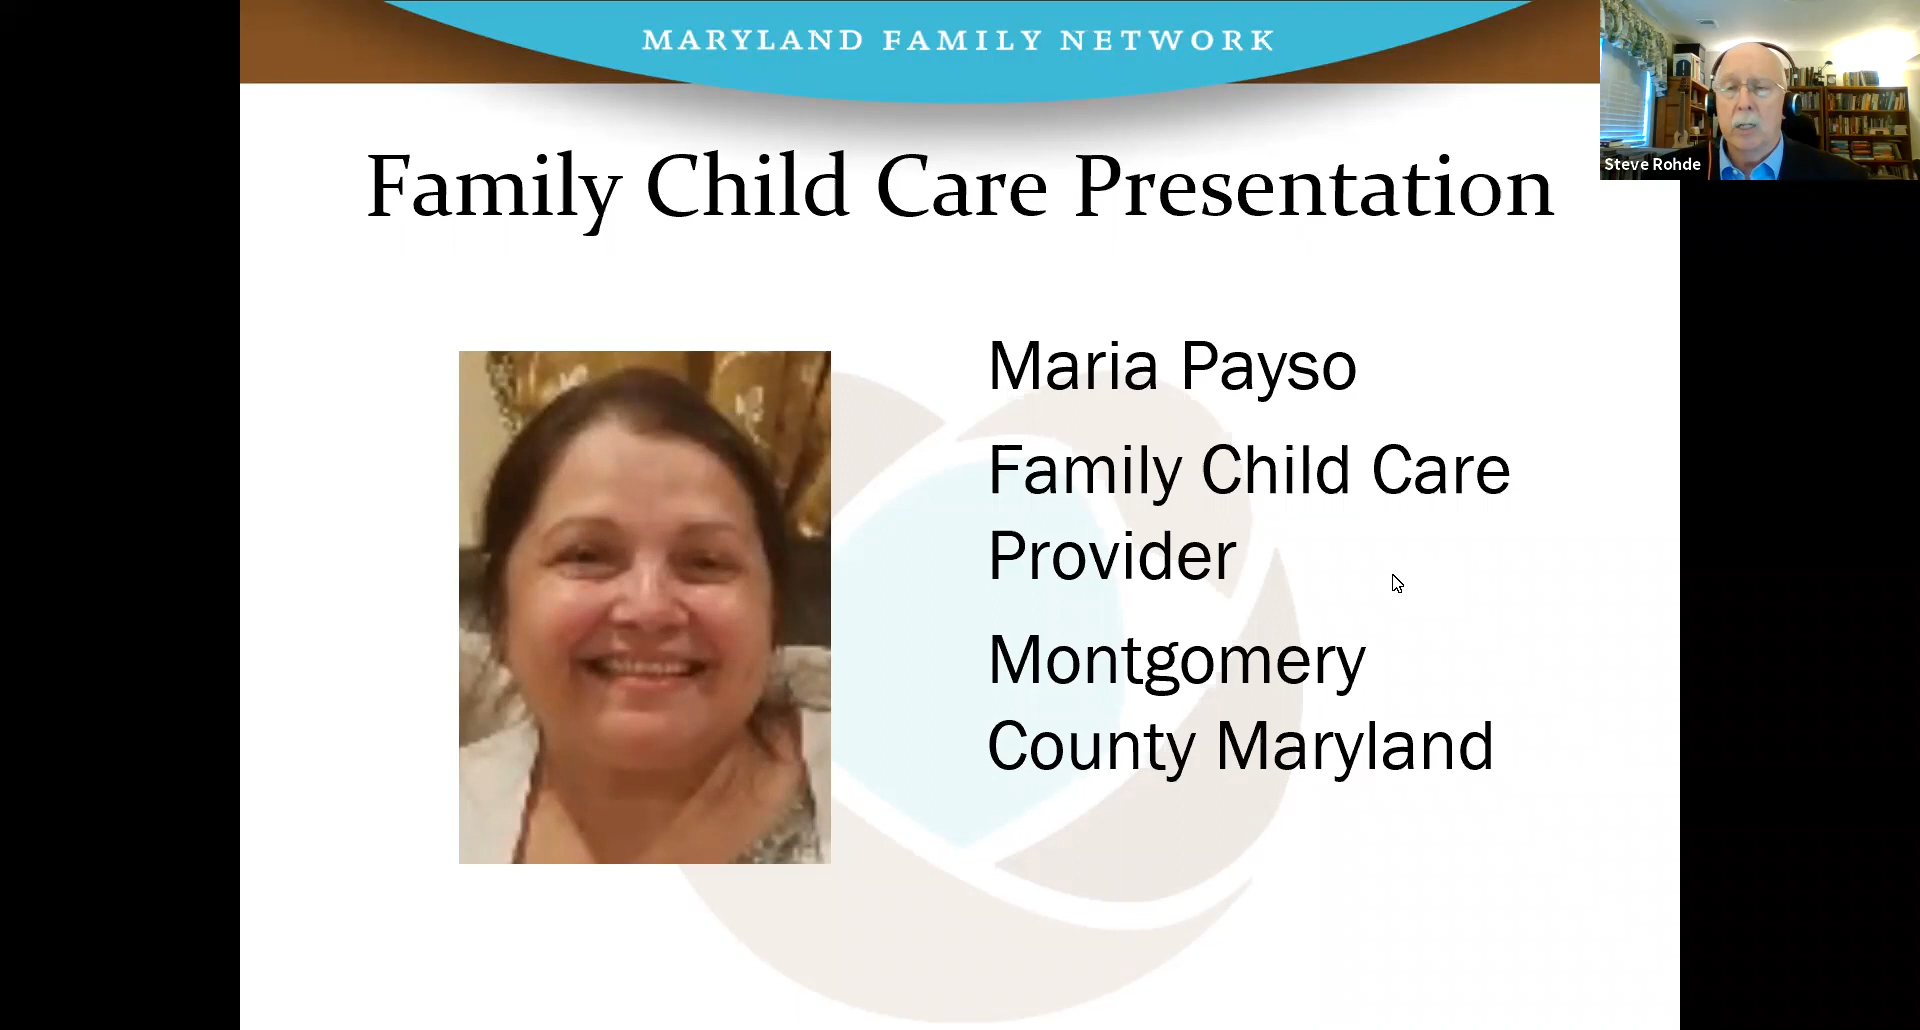 MARYLAND FAMILY NETWORK
Steve Rohde
Family Child Care Presentation
Maria Payso
Family Child Care
Provider
Montgomery
County Maryland